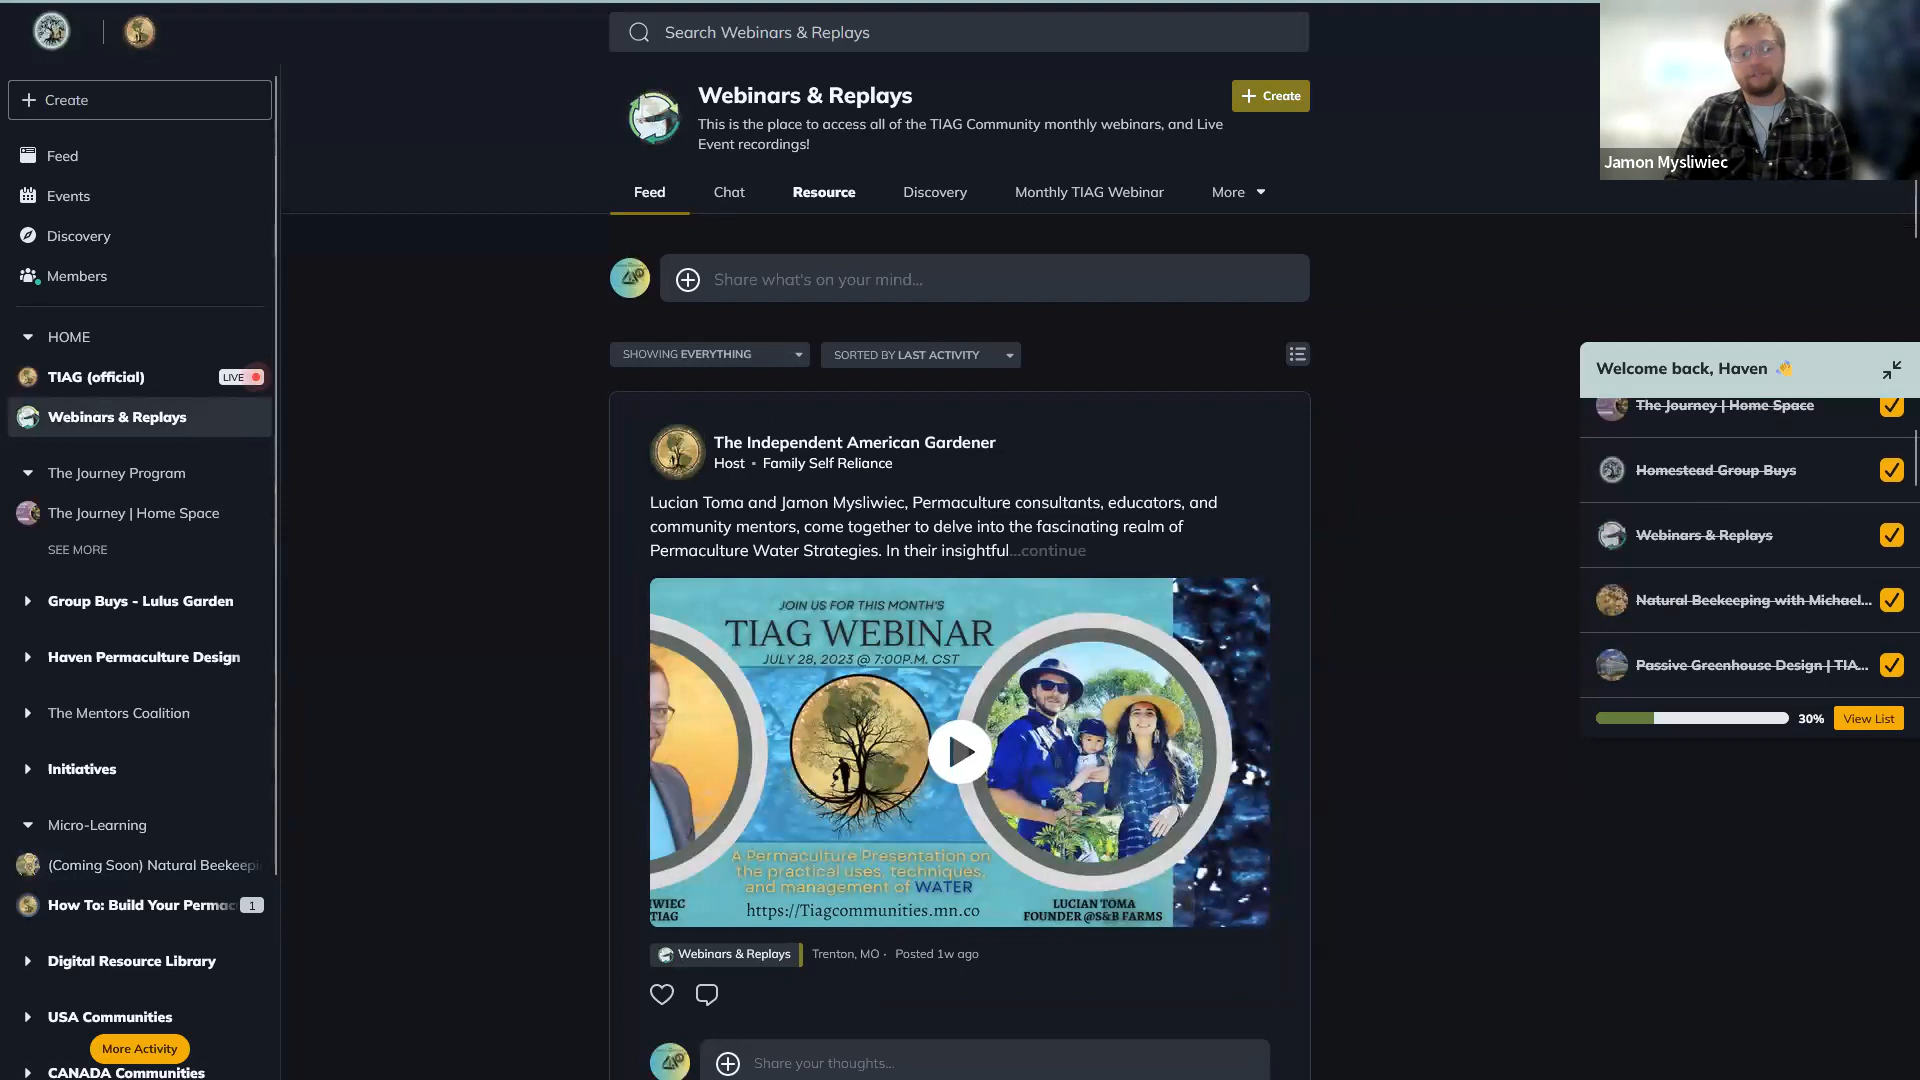 Search Webinars & Replays
Jamon Mysliwiec
Create
Feed
Events
Discovery
Members
HOME
TIAG (official)
LIVE
Webinars & Replays
The Journey Program
The Journey | Home Space
SEE MORE
Group Buys - Lulus Garden
Haven Permaculture Design
The Mentors Coalition
Initiatives
Micro-Learning
(Coming Soon) Natural Beekeepi
How To: Build Your Permac 1
Digital Resource Library
USA Communities
More Activity
CANADA Communities
Webinars & Replays
Create
This is the place to access all of the TIAG Community monthly webinars, and Live
Event recordings!
Feed Chat Resource Discovery Monthly TIAG Webinar More
Share what's on your mind...
SHOWING EVERYTHING
SORTED BY LAST ACTIVITY
The Independent American Gardener
Host • Family Self Reliance
Lucian Toma and Jamon Mysliwiec, Permaculture consultants, educators, and
community mentors, come together to delve into the fascinating realm of
Permaculture Water Strategies. In their insightful...continue
JOIN US FOR THIS MONTH'S
TIAG WEBINAR
JULY 28, 2023 @ 7:00P.M. CST
A Permaculture Presentation on
the practical uses, techniques,
and management of WATER
https://Tiagcommunities.mn.co
IWIEC
TIAG
LUCIAN TOMA
FOUNDER @S&B FARMS
Webinars & Replays
Trenton, MO • Posted 1w ago
Share your thoughts...
Welcome back, Haven
The Journey | Home Space
Homestead Group Buys
Webinars & Replays
Natural Beekeeping with Michael...
Passive Greenhouse Design | TIA...
30%
View List